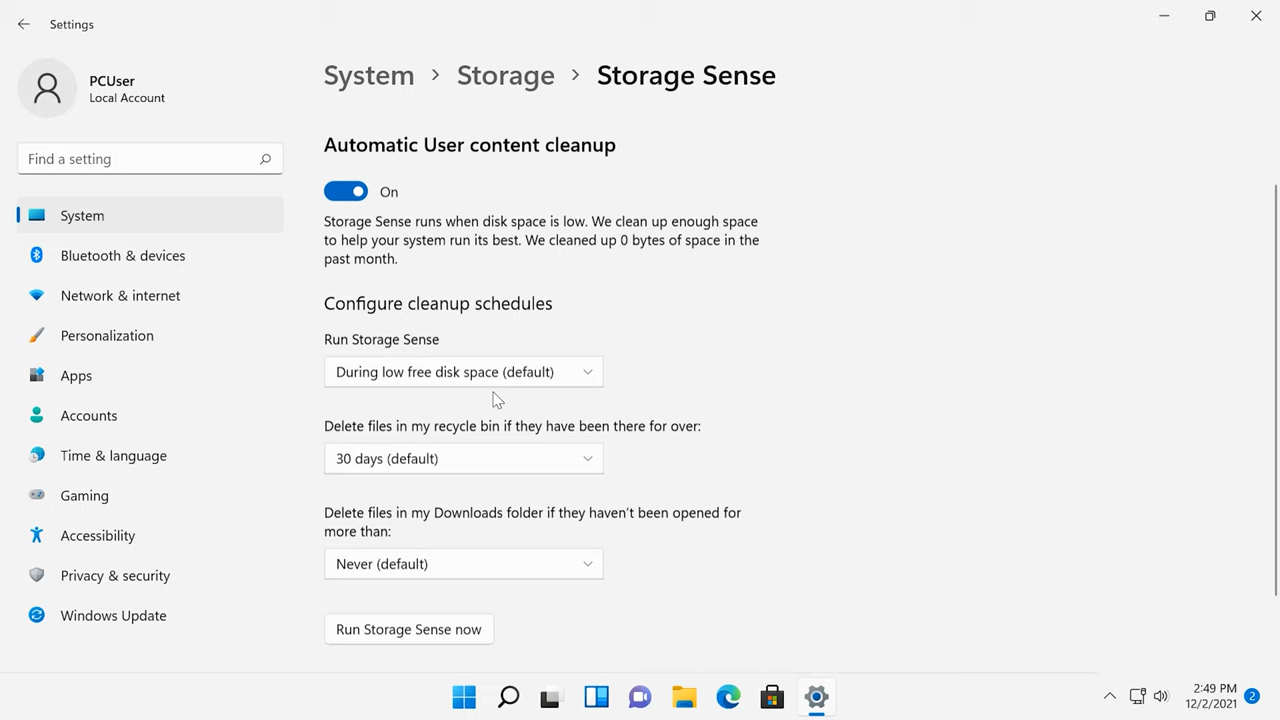 Settings
PCUser
Local Account
Find a setting
System
Bluetooth & devices
Network & internet
Personalization
Apps
Accounts
Time & language
Gaming
Accessibility
Privacy & security
Windows Update
System > Storage > Storage Sense
Automatic User content cleanup
On
Storage Sense runs when disk space is low. We clean up enough space
to help your system run its best. We cleaned up 0 bytes of space in the
past month.
Configure cleanup schedules
Run Storage Sense
During low free disk space (default)
Delete files in my recycle bin if they have been there for over:
30 days (default)
Delete files in my Downloads folder if they haven't been opened for
more than:
Never (default)
Run Storage Sense now
2:49 PM
12/2/2021
2